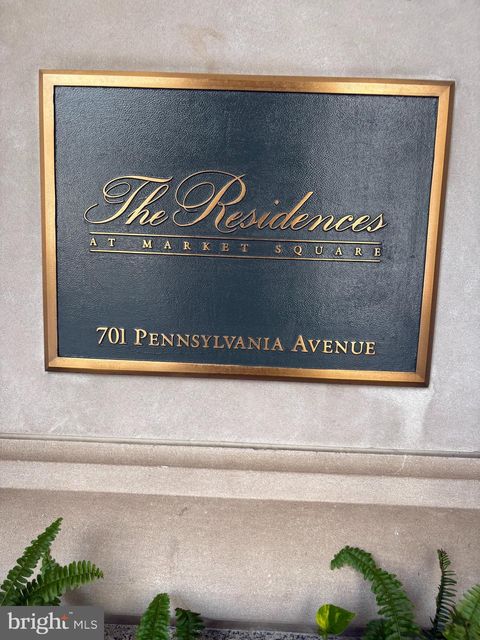 The Residences
AT MARKET SQUARE
701 PENNSYLVANIA AVENUE
bright MLS